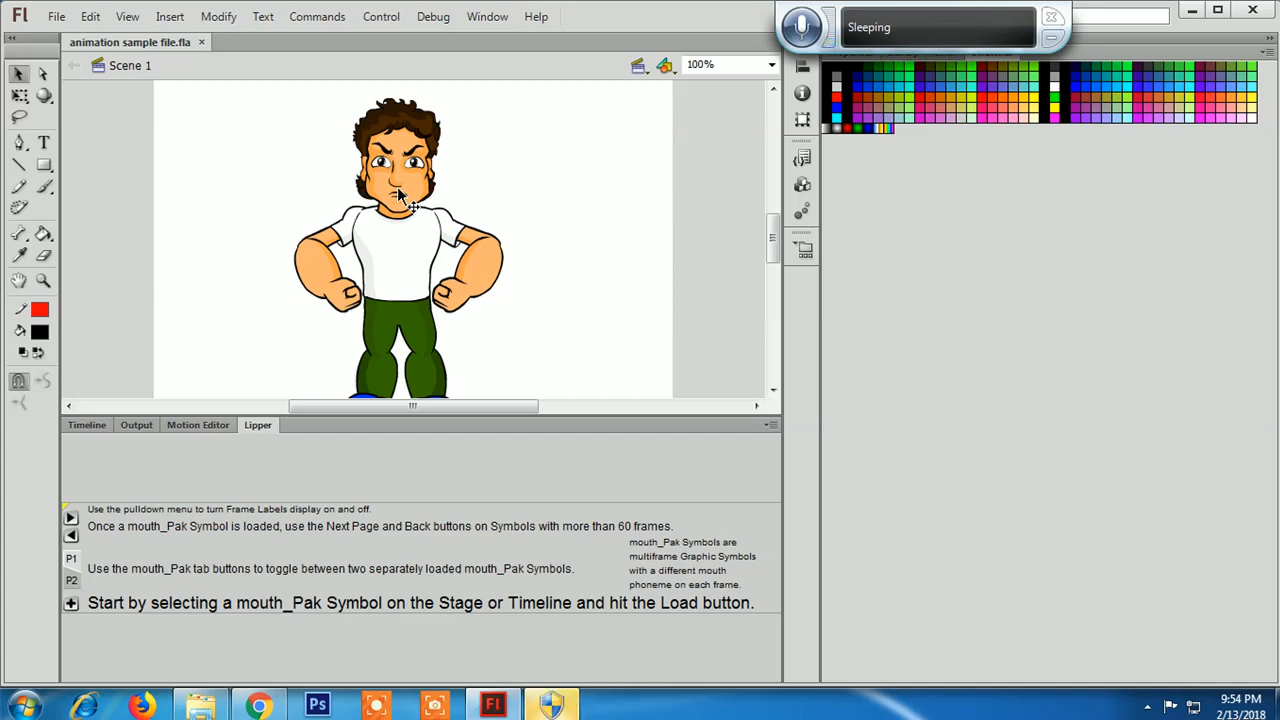 Fl File Edit View Insert Modify Text Commands Control Debug Window Help
Sleeping
animation sample file.fla ×
Scene 1
100%
Timeline Output Motion Editor Lipper
Use the pulldown menu to turn Frame Labels display on and off.
Once a mouth_Pak Symbol is loaded, use the Next Page and Back buttons on Symbols with more than 60 frames.
mouth_Pak Symbols are
multiframe Graphic Symbols
with a different mouth
phoneme on each frame.
P1
Use the mouth_Pak tab buttons to toggle between two separately loaded mouth_Pak Symbols.
P2
Start by selecting a mouth_Pak Symbol on the Stage or Timeline and hit the Load button.
Ps
Fl
9:54 PM
2/13/2018